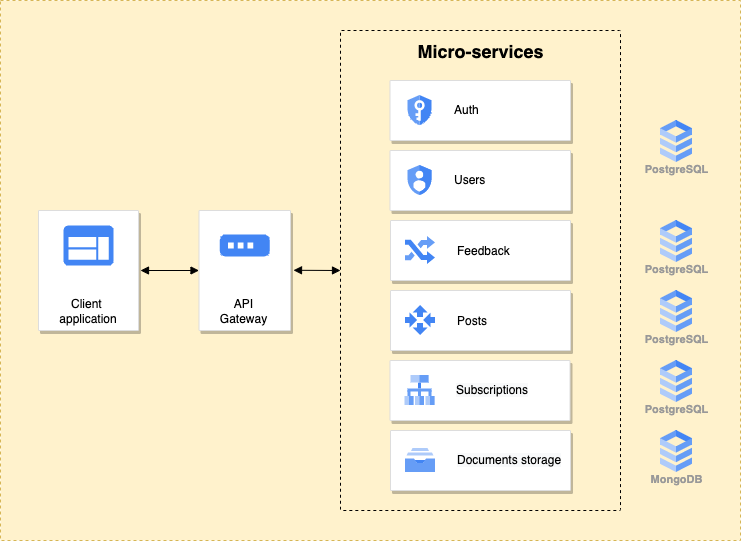 Micro-services
Auth
Users
Feedback
Posts
Subscriptions
Documents storage
Client
application
API
Gateway
PostgreSQL
PostgreSQL
PostgreSQL
PostgreSQL
MongoDB